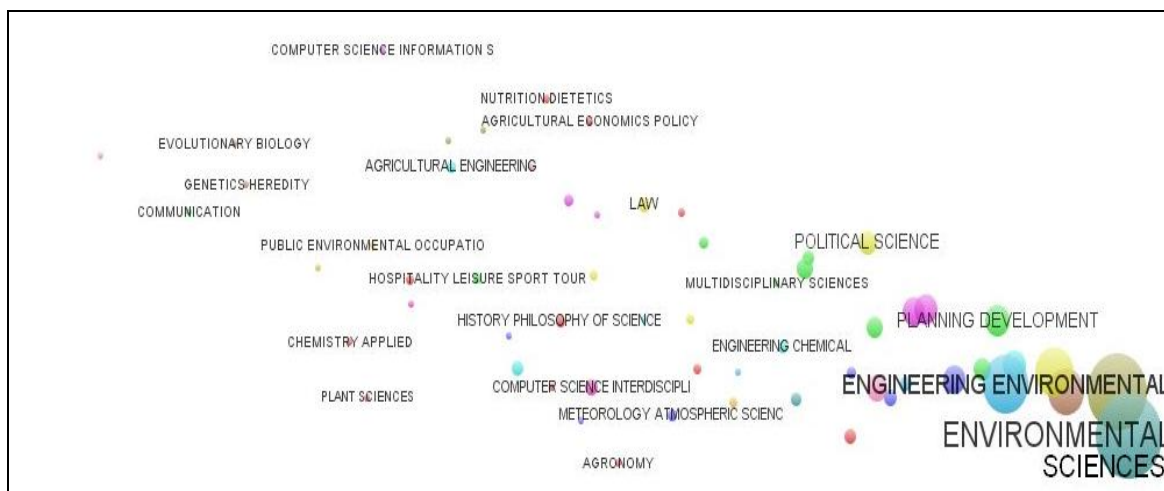 COMPUTER SCIENCE INFORMATION S
NUTRITION DIETETICS
AGRICULTURAL ECONOMICS POLICY
EVOLUTIONARY BIOLOGY
AGRICULTURAL ENGINEERING
GENETICS HEREDITY
LAW
COMMUNICATION
PUBLIC ENVIRONMENTAL OCCUPATIO
POLITICAL SCIENCE
HOSPITALITY LEISURE SPORT TOUR
MULTIDISCIPLINARY SCIENCES
HISTORY PHILOSOPHY OF SCIENCE
PLANNING DEVELOPMENT
CHEMISTRY APPLIED
ENGINEERING CHEMICAL
COMPUTER SCIENCE INTERDISCIPLI
ENGINEERING ENVIRONMENTAL
PLANT SCIENCES
METEOROLOGY ATMOSPHERIC SCIENC
ENVIRONMENTAL
SCIENCES
AGRONOMY